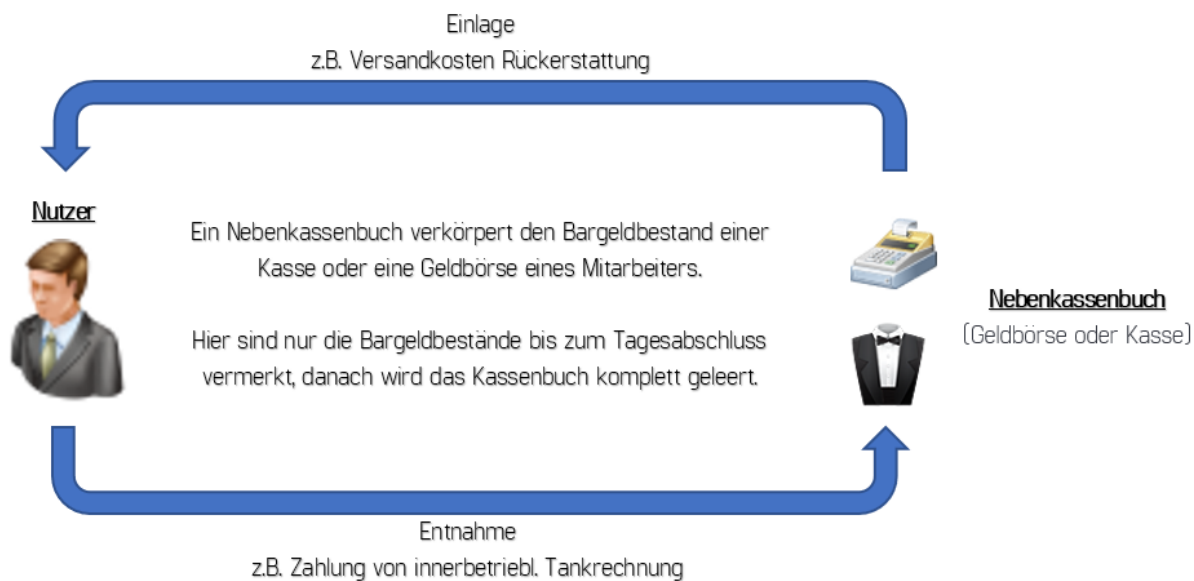 Einlage
z.B. Versandkosten Rückerstattung
Nutzer
Ein Nebenkassenbuch verkörpert den Bargeldbestand einer
Kasse oder eine Geldbörse eines Mitarbeiters.
Hier sind nur die Bargeldbestände bis zum Tagesabschluss
vermerkt, danach wird das Kassenbuch komplett geleert.
Nebenkassenbuch
(Geldbörse oder Kasse)
Entnahme
z.B. Zahlung von innerbetriebl. Tankrechnung